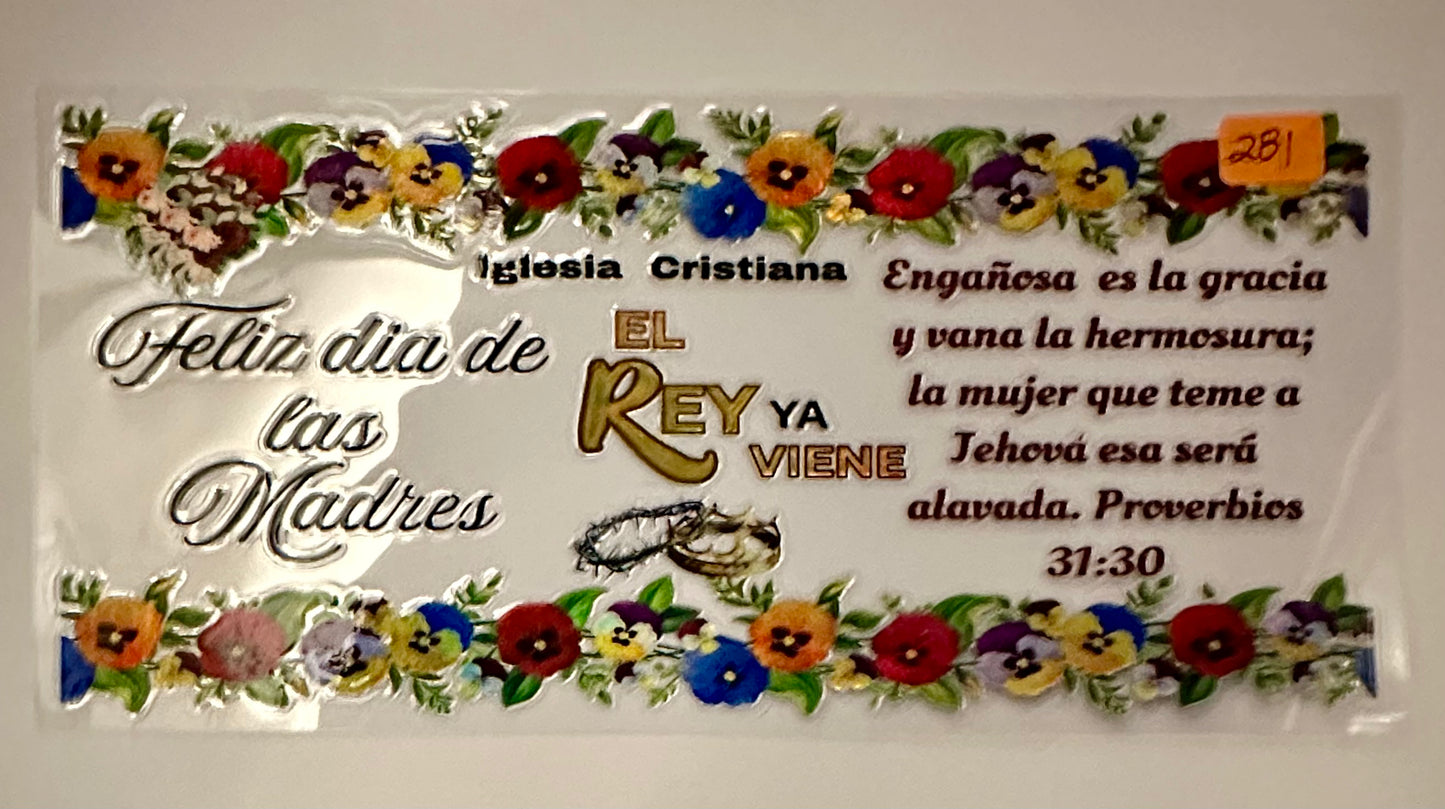 281
Feliz dia de
las
Madres
Iglesia Cristiana
EL
REY YA
VIENE
Engañosa es la gracia
y vana la hermosura;
la mujer que teme a
Jehová esa será
alavada. Proverbios
31:30